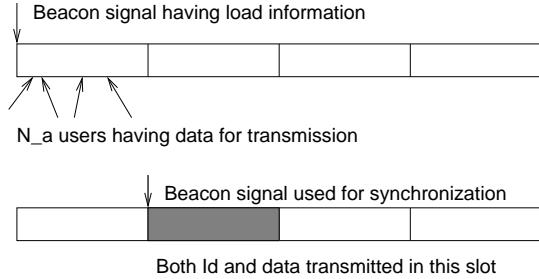 Beacon signal having load information
N_a users having data for transmission
Beacon signal used for synchronization
Both Id and data transmitted in this slot